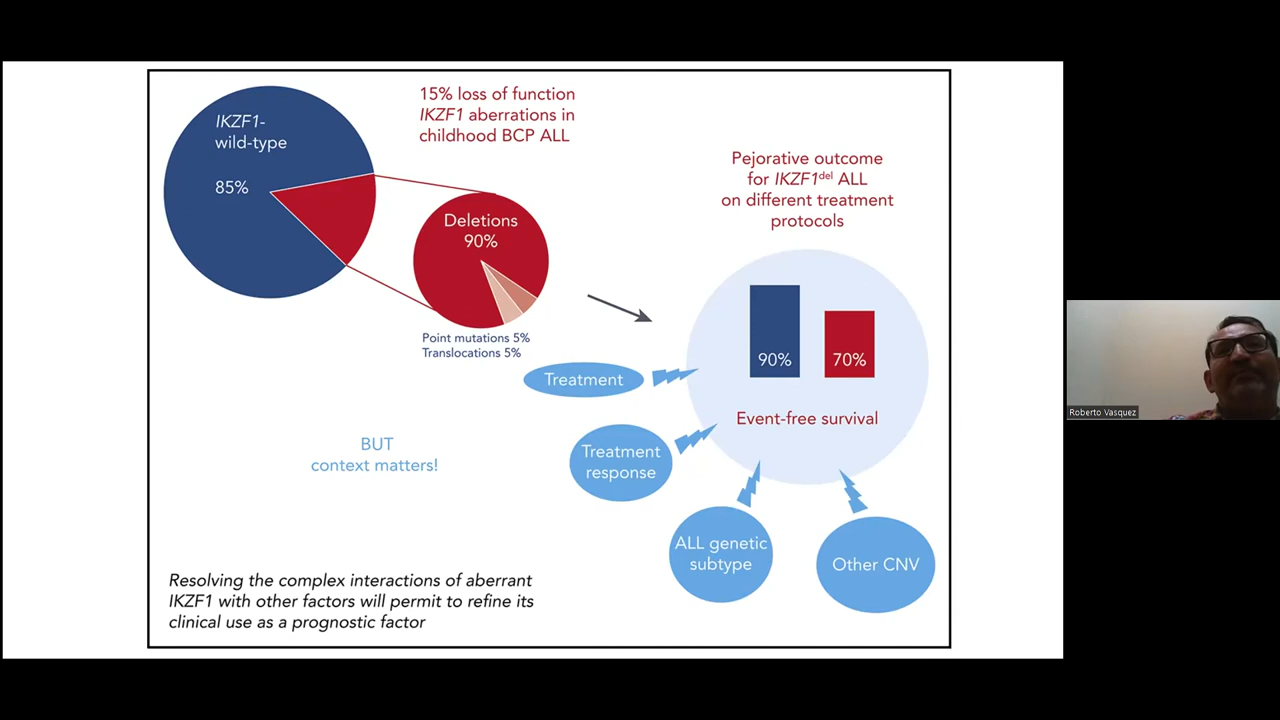 IKZF1-
wild-type
85%
15% loss of function
IKZF1 aberrations in
childhood BCP ALL
Deletions
90%
Point mutations 5%
Translocations 5%
Pejorative outcome
for IKZF1del ALL
on different treatment
protocols
90%
70%
Event-free survival
Treatment
Treatment
response
ALL genetic
subtype
Other CNV
BUT
context matters!
Resolving the complex interactions of aberrant
IKZF1 with other factors will permit to refine its
clinical use as a prognostic factor
Roberto Vasquez